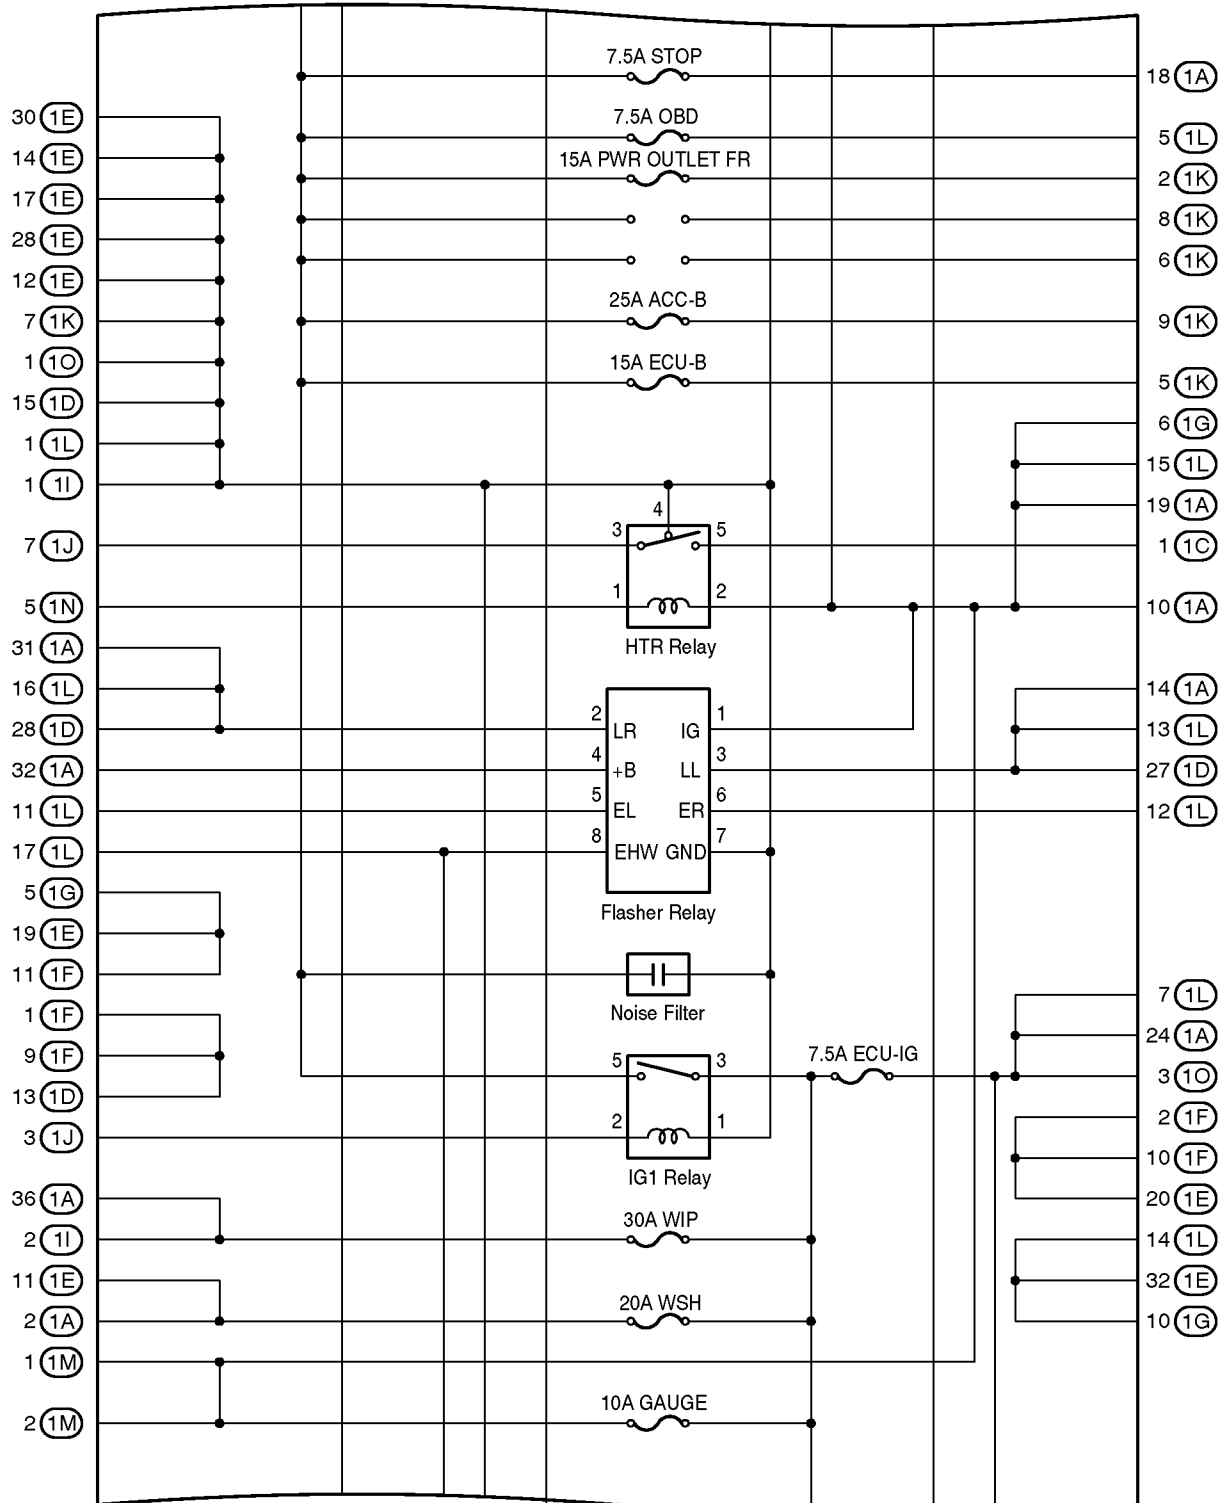 7.5A STOP
18 1A
30 1E
7.5A OBD
5 1L
14 1E
15A PWR OUTLET FR
2 1K
17 1E
8 1K
28 1E
6 1K
12 1E
25A ACC-B
7 1K
9 1K
1 1O
15A ECU-B
5 1K
15 1D
6 1G
1 1L
15 1L
1 1I
4
19 1A
3 5
7 1J
1 1C
1 2
5 1N
10 1A
31 1A
HTR Relay
16 1L
14 1A
2 1
28 1D
LR IG
13 1L
4 3
32 1A
+B LL
27 1D
5 6
11 1L
EL ER
12 1L
8 7
17 1L
EHW GND
5 1G
Flasher Relay
19 1E
11 1F
7 1L
1 1F
Noise Filter
24 1A
9 1F
5 3
7.5A ECU-IG
3 1O
13 1D
2 1F
2 1
3 1J
10 1F
IG1 Relay
36 1A
20 1E
30A WIP
2 1I
14 1L
11 1E
32 1E
20A WSH
2 1A
10 1G
1 1M
10A GAUGE
2 1M